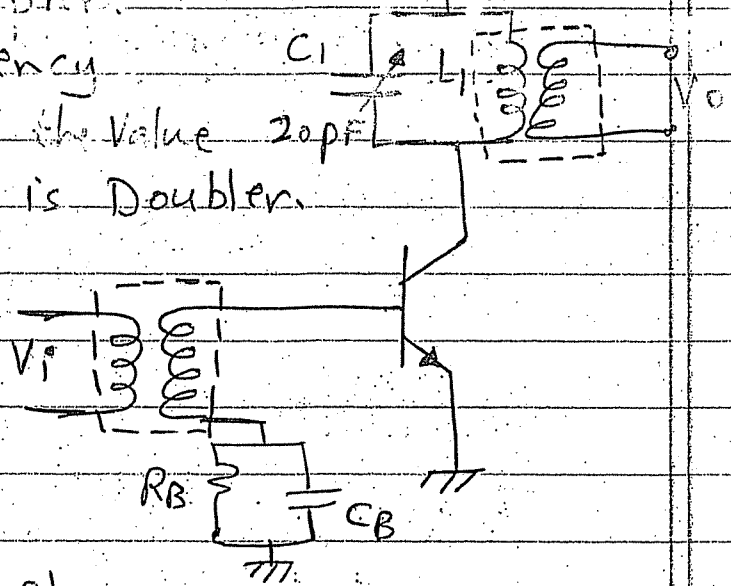 ency
C1
L1
the Value 20pF
Vo
is Doubler.
Vi
RB
CB